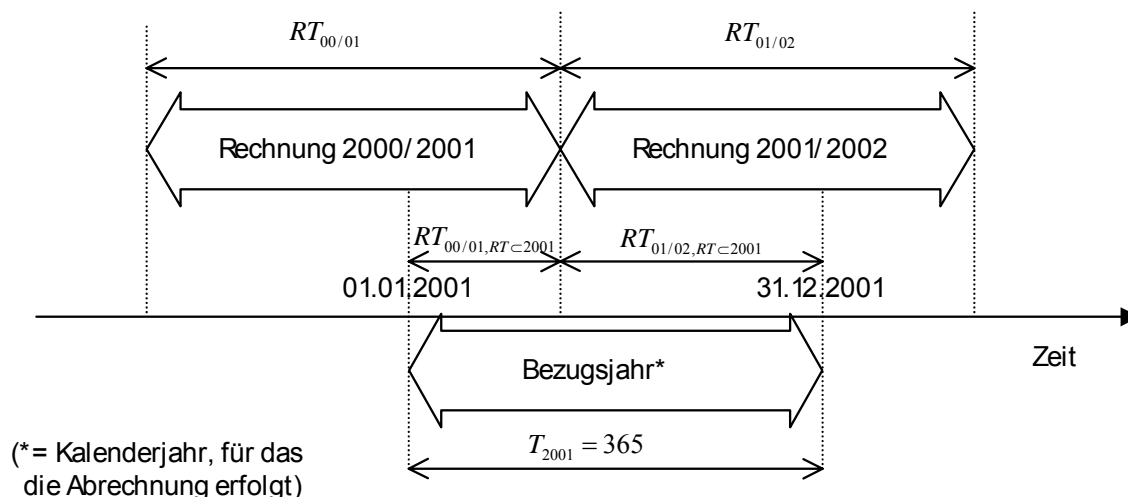 RT00/01 RT01/02
Rechnung 2000/2001 Rechnung 2001/2002
RT00/01,RT⊂2001 RT01/02,RT⊂2001
01.01.2001 31.12.2001
Zeit
Bezugsjahr*
T2001 = 365
(*= Kalenderjahr, für das
die Abrechnung erfolgt)